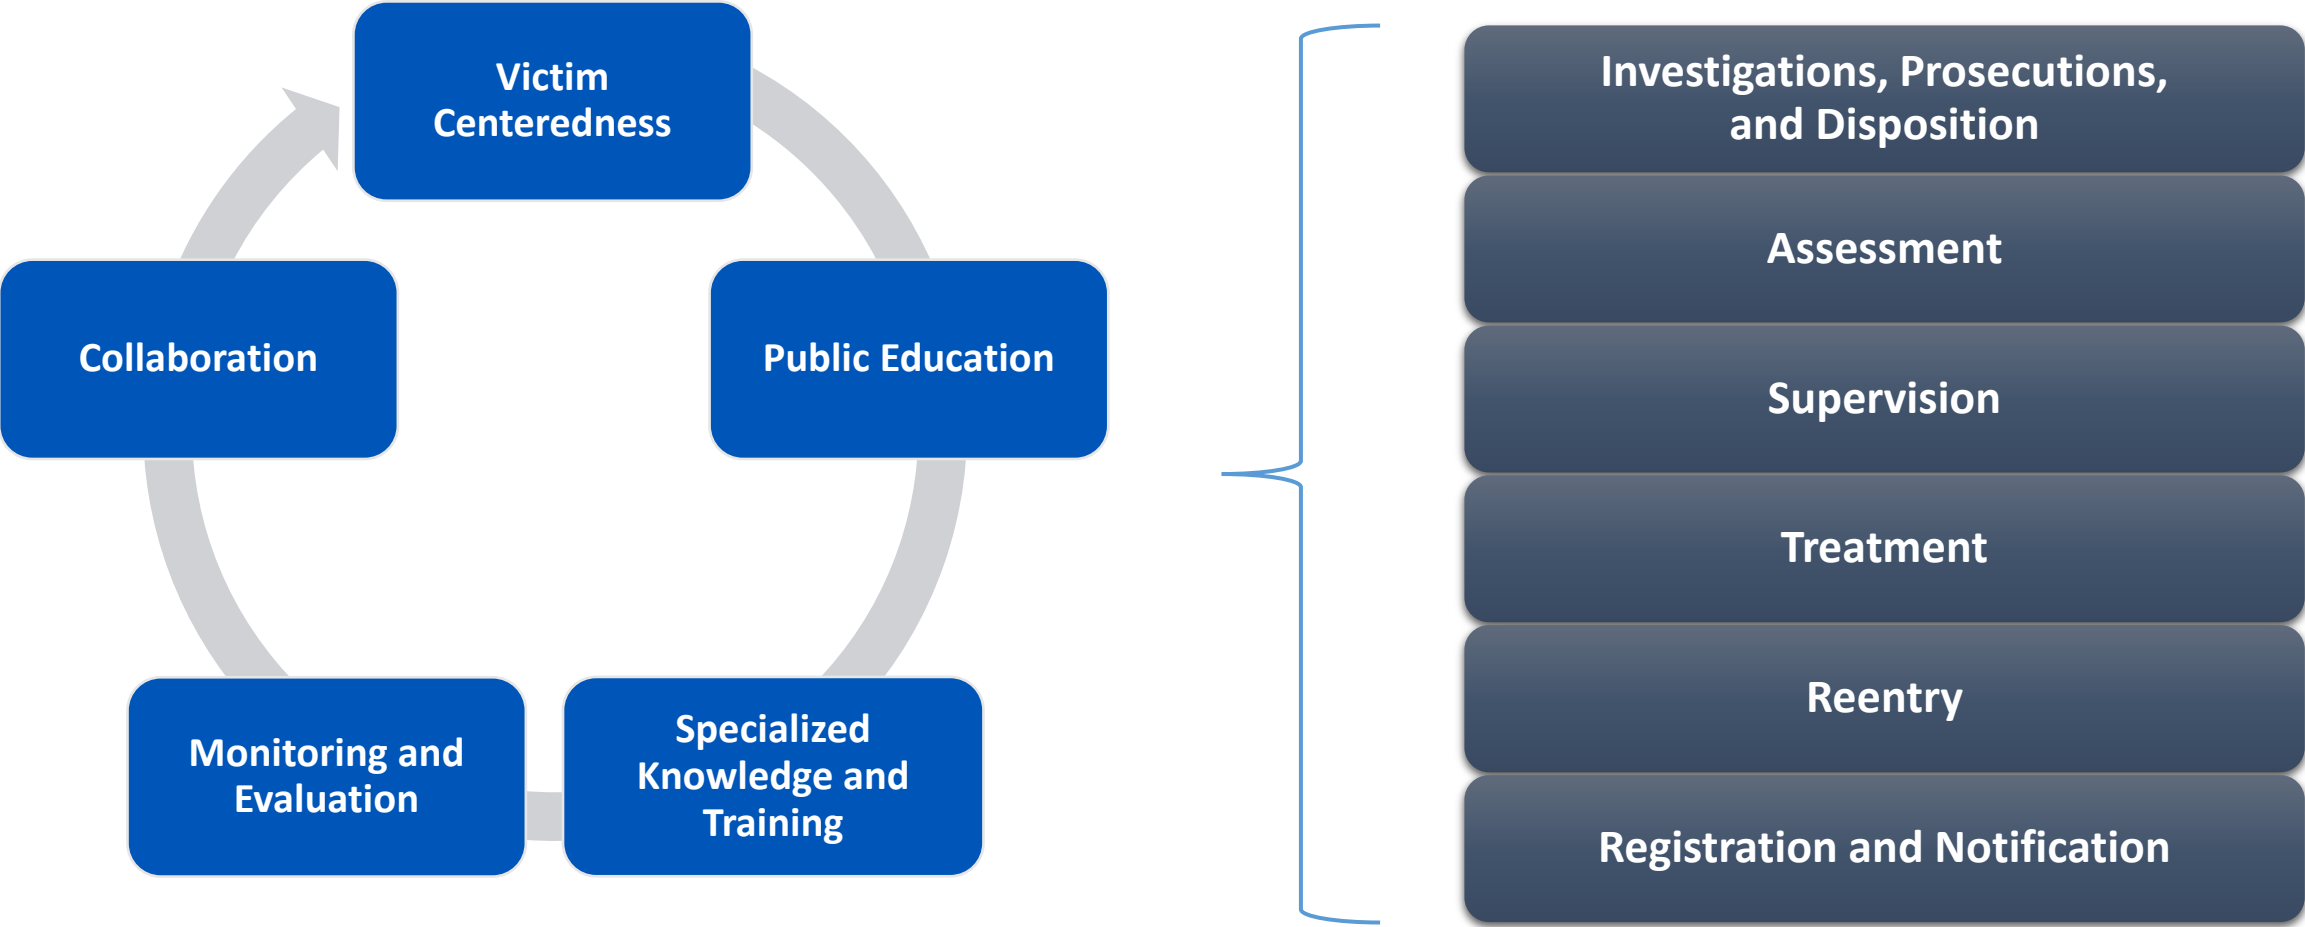 Victim
Centeredness
Public Education
Specialized
Knowledge and
Training
Monitoring and
Evaluation
Collaboration
Investigations, Prosecutions,
and Disposition
Assessment
Supervision
Treatment
Reentry
Registration and Notification